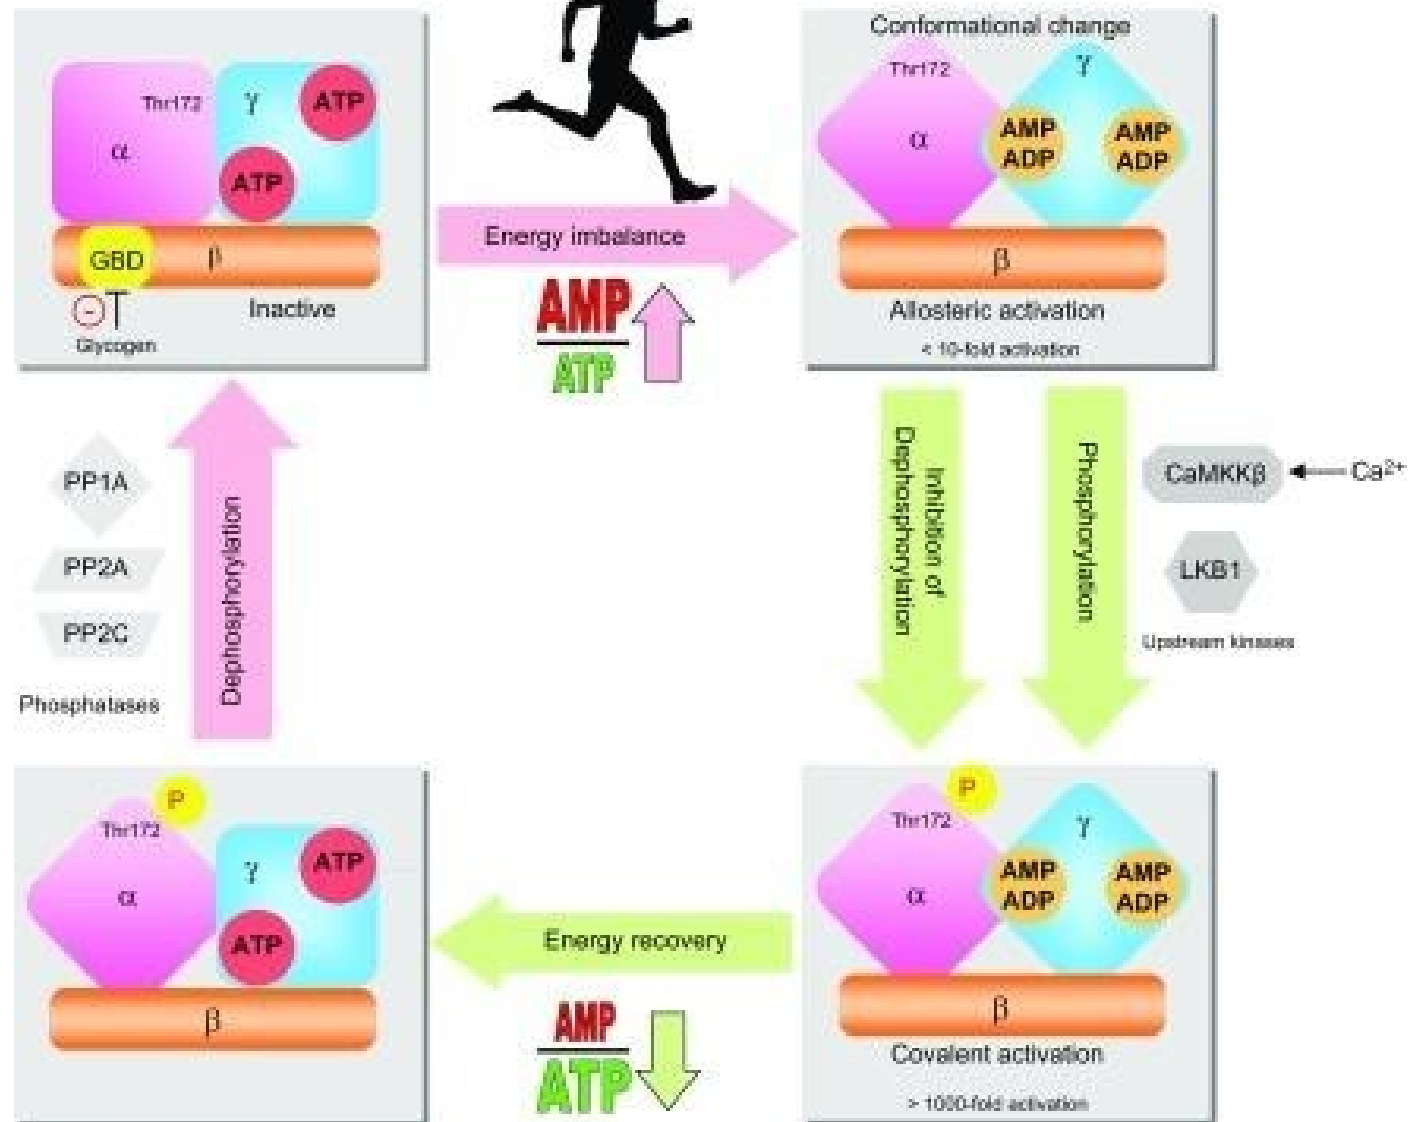 Thr172
γ
ATP
α
ATP
GBD
β
-
Inactive
Glycogen
Energy imbalance
AMP
ATP
Conformational change
Thr172
γ
α
AMP
ADP
AMP
ADP
β
Allosteric activation
< 10-fold activation
PP1A
PP2A
PP2C
Phosphatases
Dephosphorylation
Inhibition of
Dephosphorylation
Phosphorylation
CaMKKβ
Ca2+
LKB1
Upstream kinases
P
Thr172
γ
ATP
α
ATP
β
Energy recovery
AMP
ATP
P
Thr172
γ
α
AMP
ADP
AMP
ADP
β
Covalent activation
> 1000-fold activation